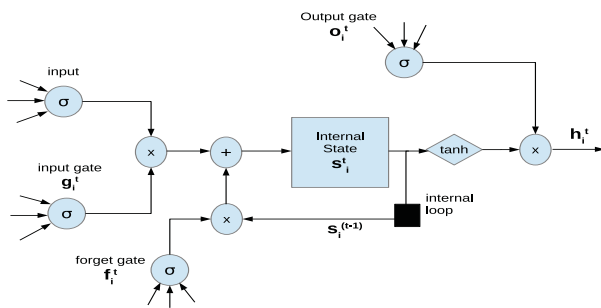 Output gate
o_i^t
input
σ
σ
input gate
g_i^t
σ
x
+
Internal
State
s_i^t
tanh
x
h_i^t
internal
loop
x
s_i^(t-1)
forget gate
f_i^t
σ